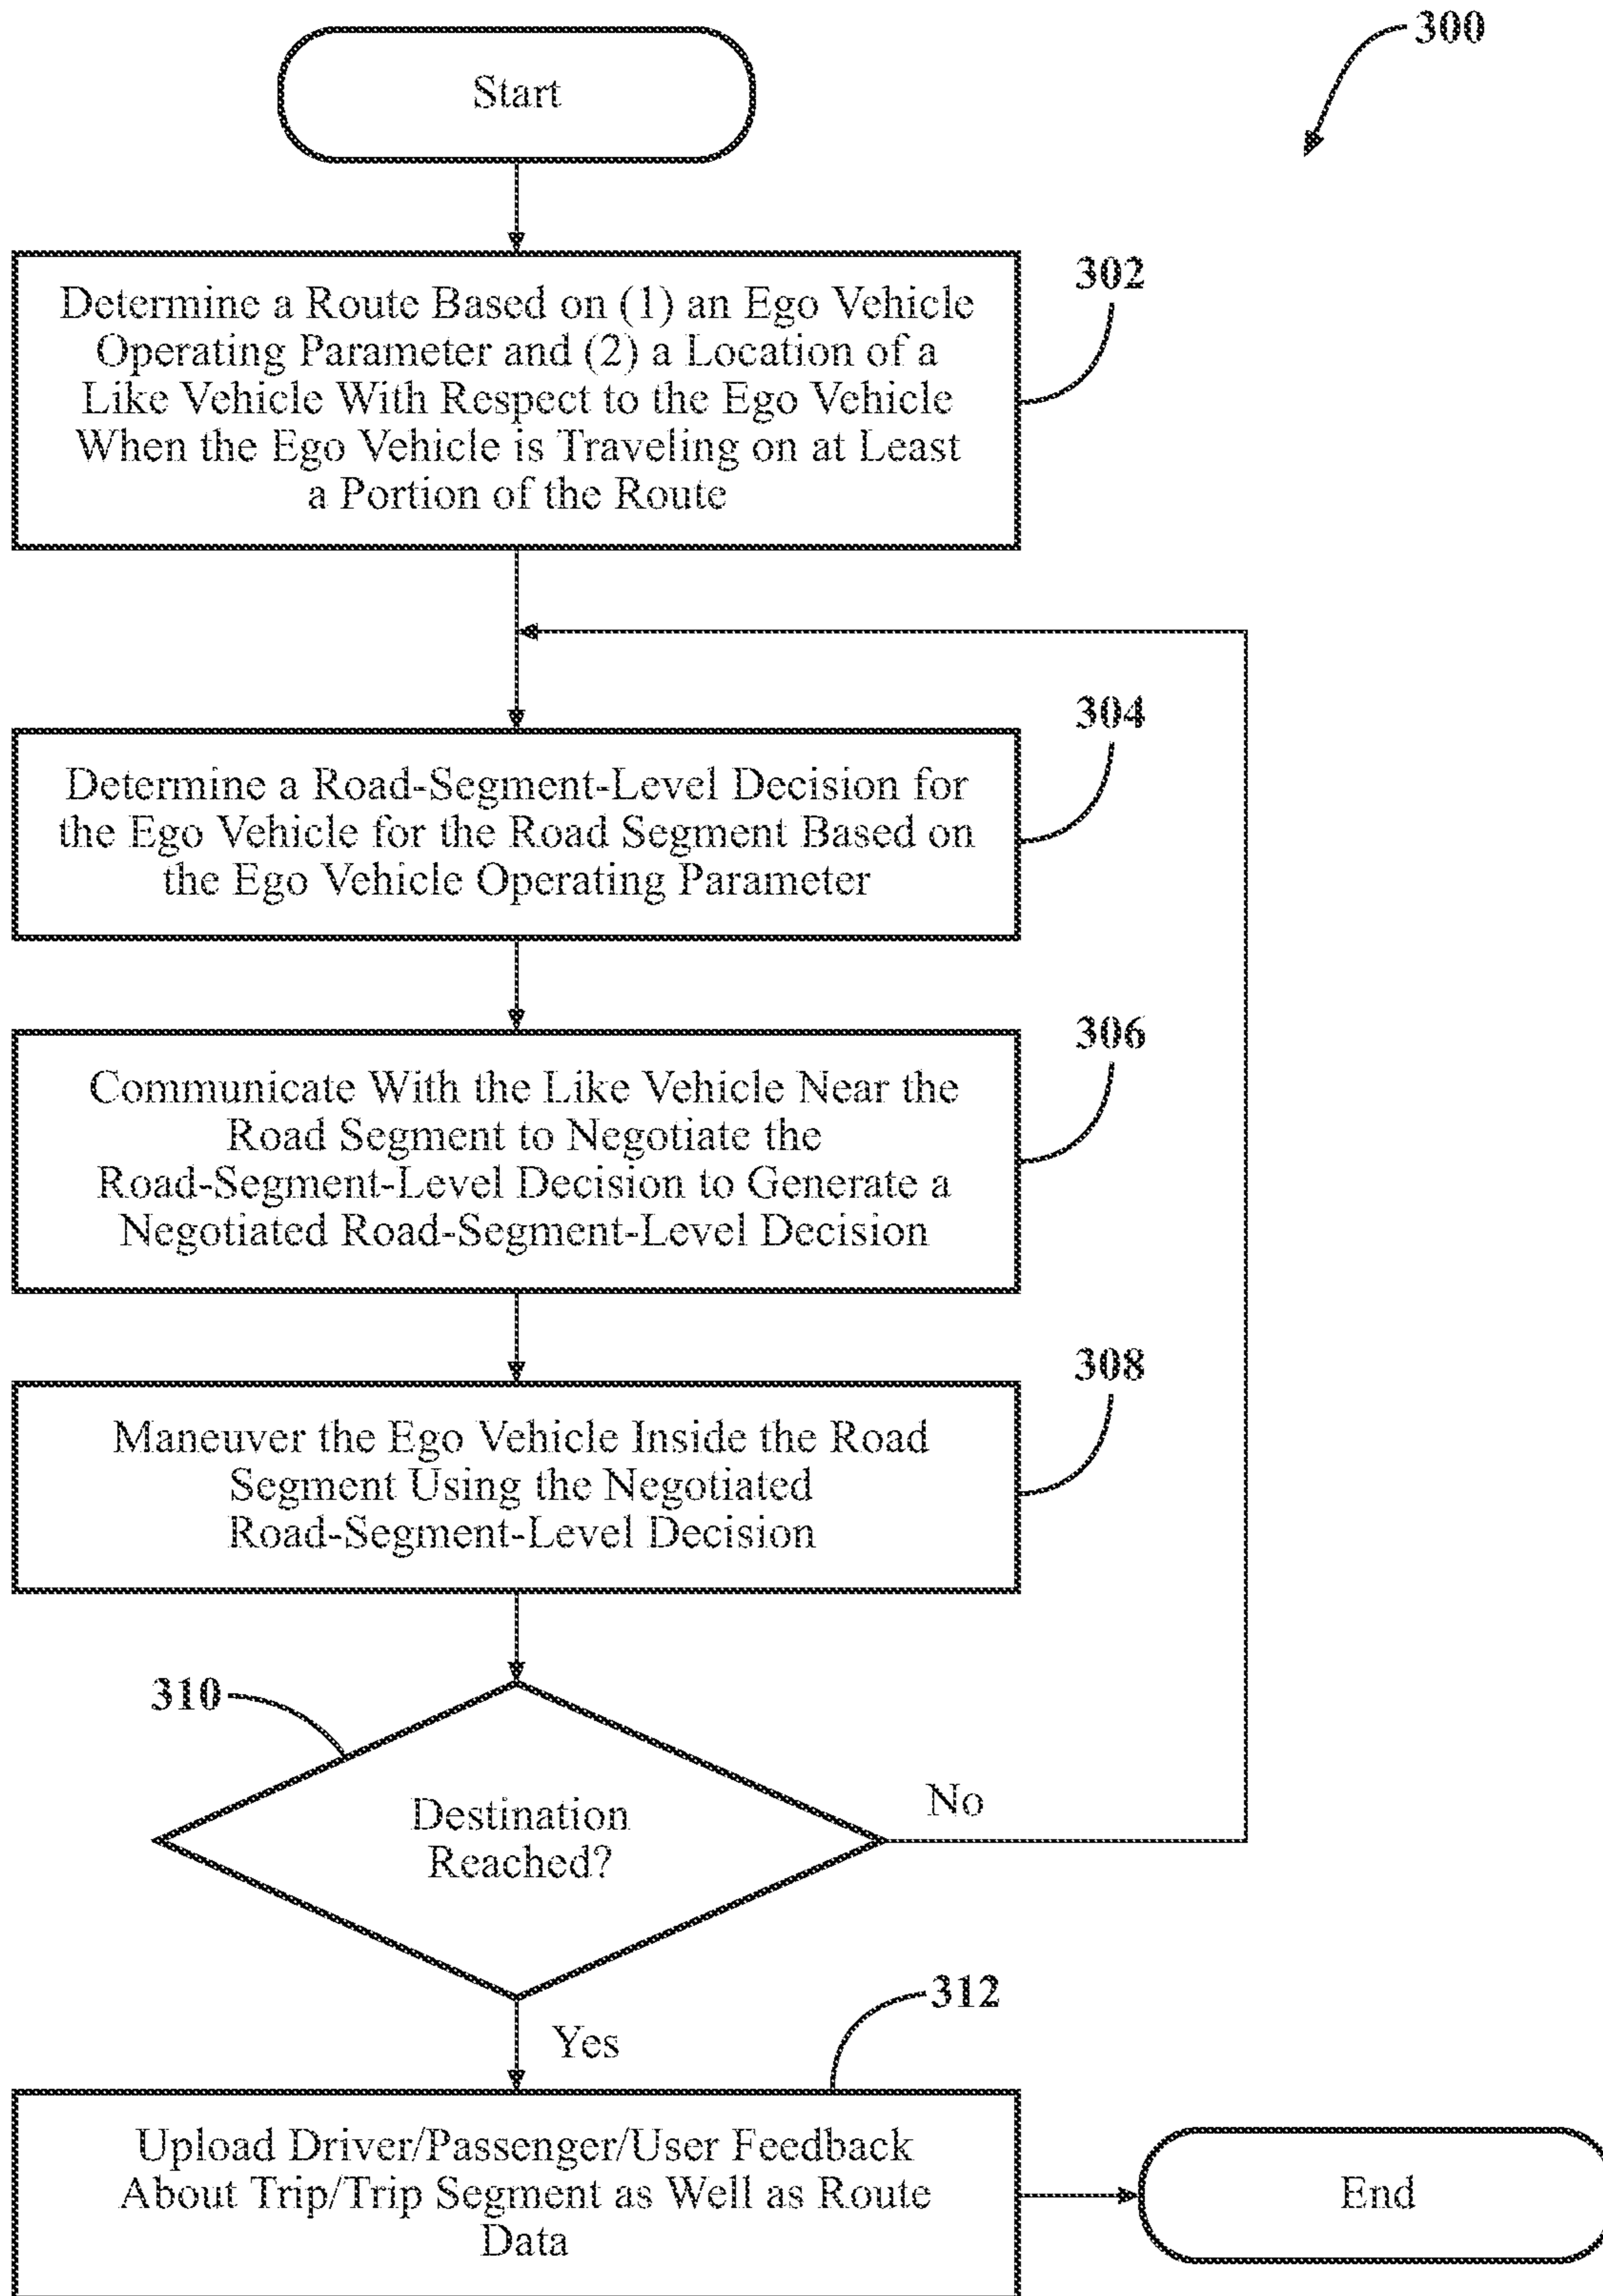 300
Start
302
Determine a Route Based on (1) an Ego Vehicle
Operating Parameter and (2) a Location of a
Like Vehicle With Respect to the Ego Vehicle
When the Ego Vehicle is Traveling on at Least
a Portion of the Route
304
Determine a Road-Segment-Level Decision for
the Ego Vehicle for the Road Segment Based on
the Ego Vehicle Operating Parameter
306
Communicate With the Like Vehicle Near the
Road Segment to Negotiate the
Road-Segment-Level Decision to Generate a
Negotiated Road-Segment-Level Decision
308
Maneuver the Ego Vehicle Inside the Road
Segment Using the Negotiated
Road-Segment-Level Decision
310
Destination
Reached?
No
Yes
312
Upload Driver/Passenger/User Feedback
About Trip/Trip Segment as Well as Route
Data
End